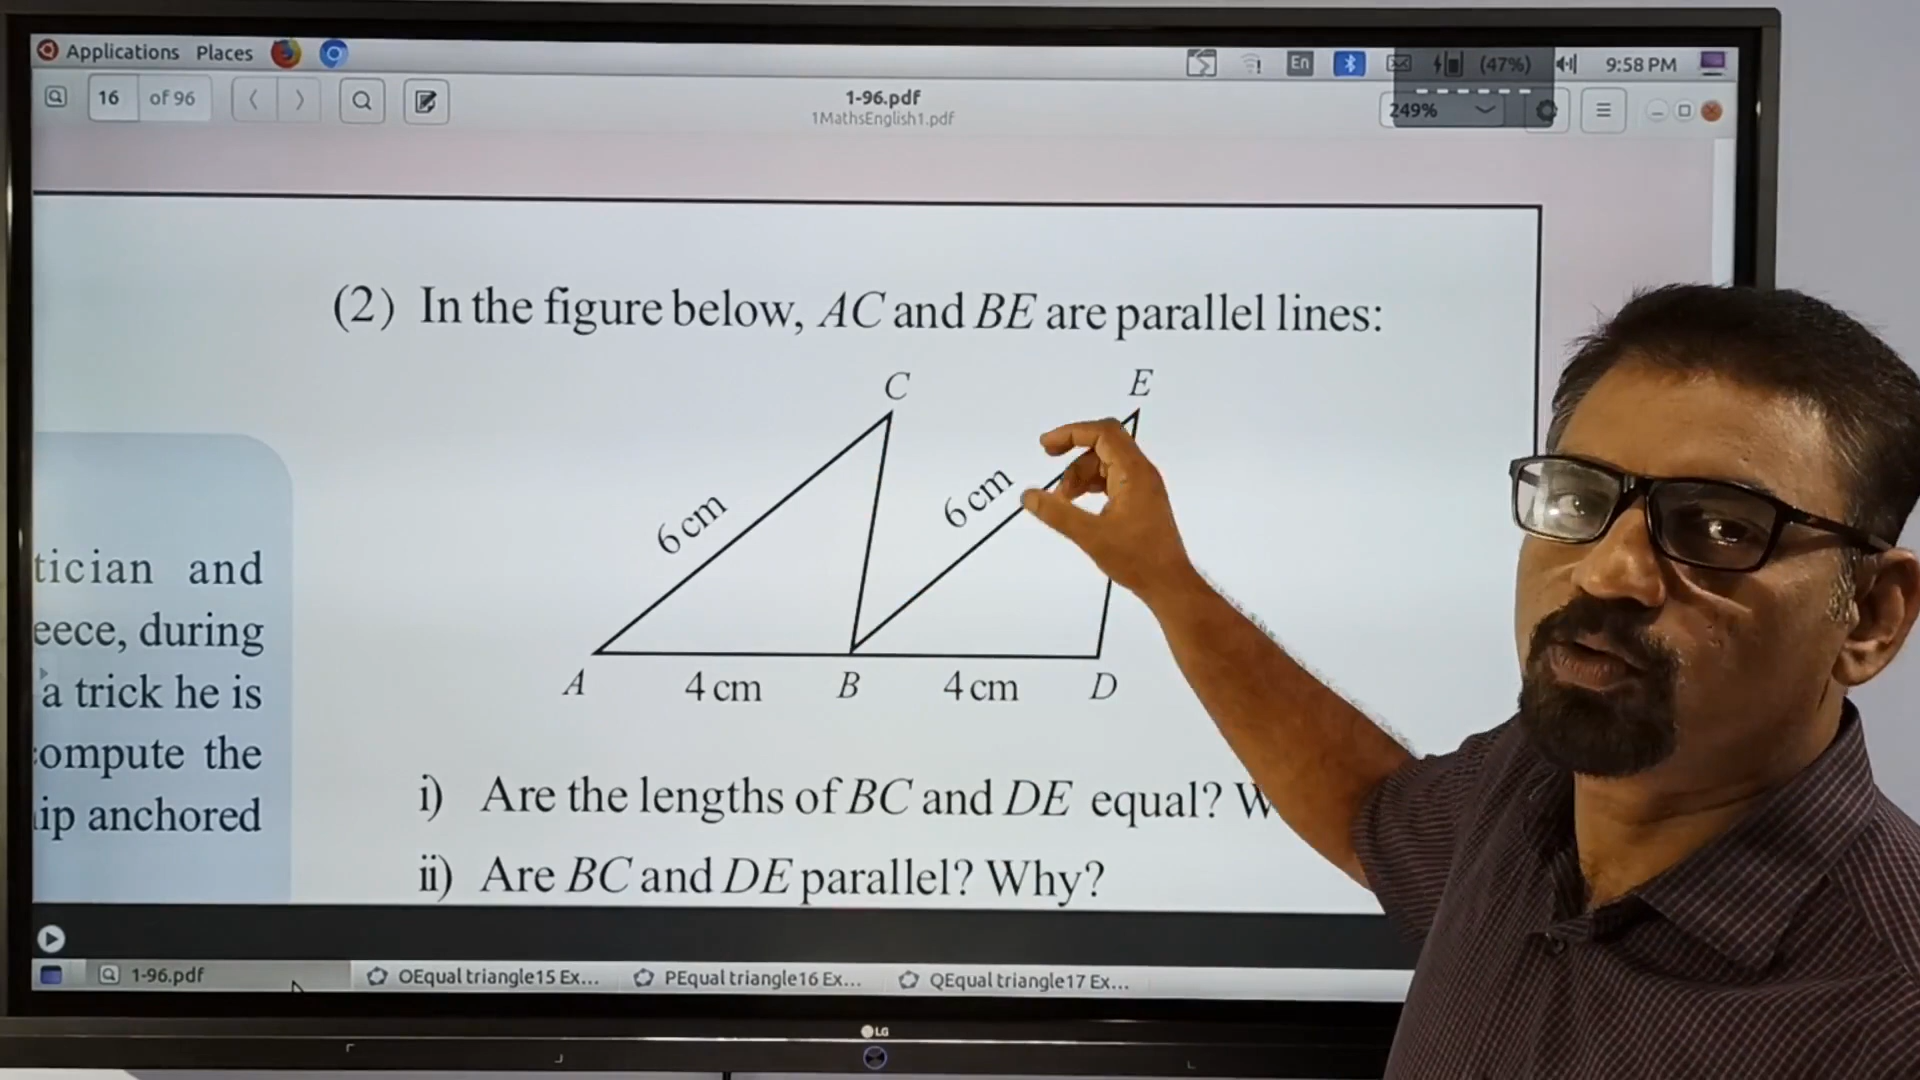 Applications Places
En (47%) 9:58 PM
16 of 96
1-96.pdf
1MathsEnglish1.pdf
249%
(2) In the figure below, AC and BE are parallel lines:
C E
6 cm 6 cm
A 4 cm B 4 cm D
tician and
eece, during
a trick he is
ompute the
ip anchored
i) Are the lengths of BC and DE equal?
ii) Are BC and DE parallel? Why?
1-96.pdf OEqual triangle15 Ex... PEqual triangle16 Ex... QEqual triangle17 Ex...
LG